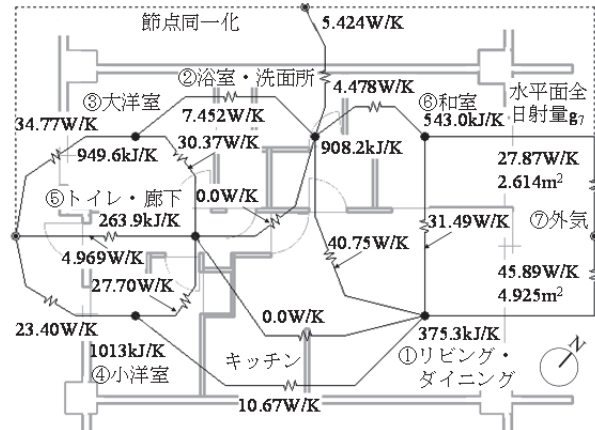 節点同一化
5.424W/K
②浴室・洗面所
4.478W/K
③大洋室
⑥和室
水平面全
日射量g₇
34.77W/K
7.452W/K
543.0kJ/K
30.37W/K
949.6kJ/K
908.2kJ/K
27.87W/K
2.614m²
⑤トイレ・廊下
0.0W/K
263.9kJ/K
31.49W/K
⑦外気
4.969W/K
40.75W/K
45.89W/K
4.925m²
27.70W/K
0.0W/K
23.40W/K
375.3kJ/K
N
1013kJ/K
キッチン
①リビング・
ダイニング
④小洋室
10.67W/K